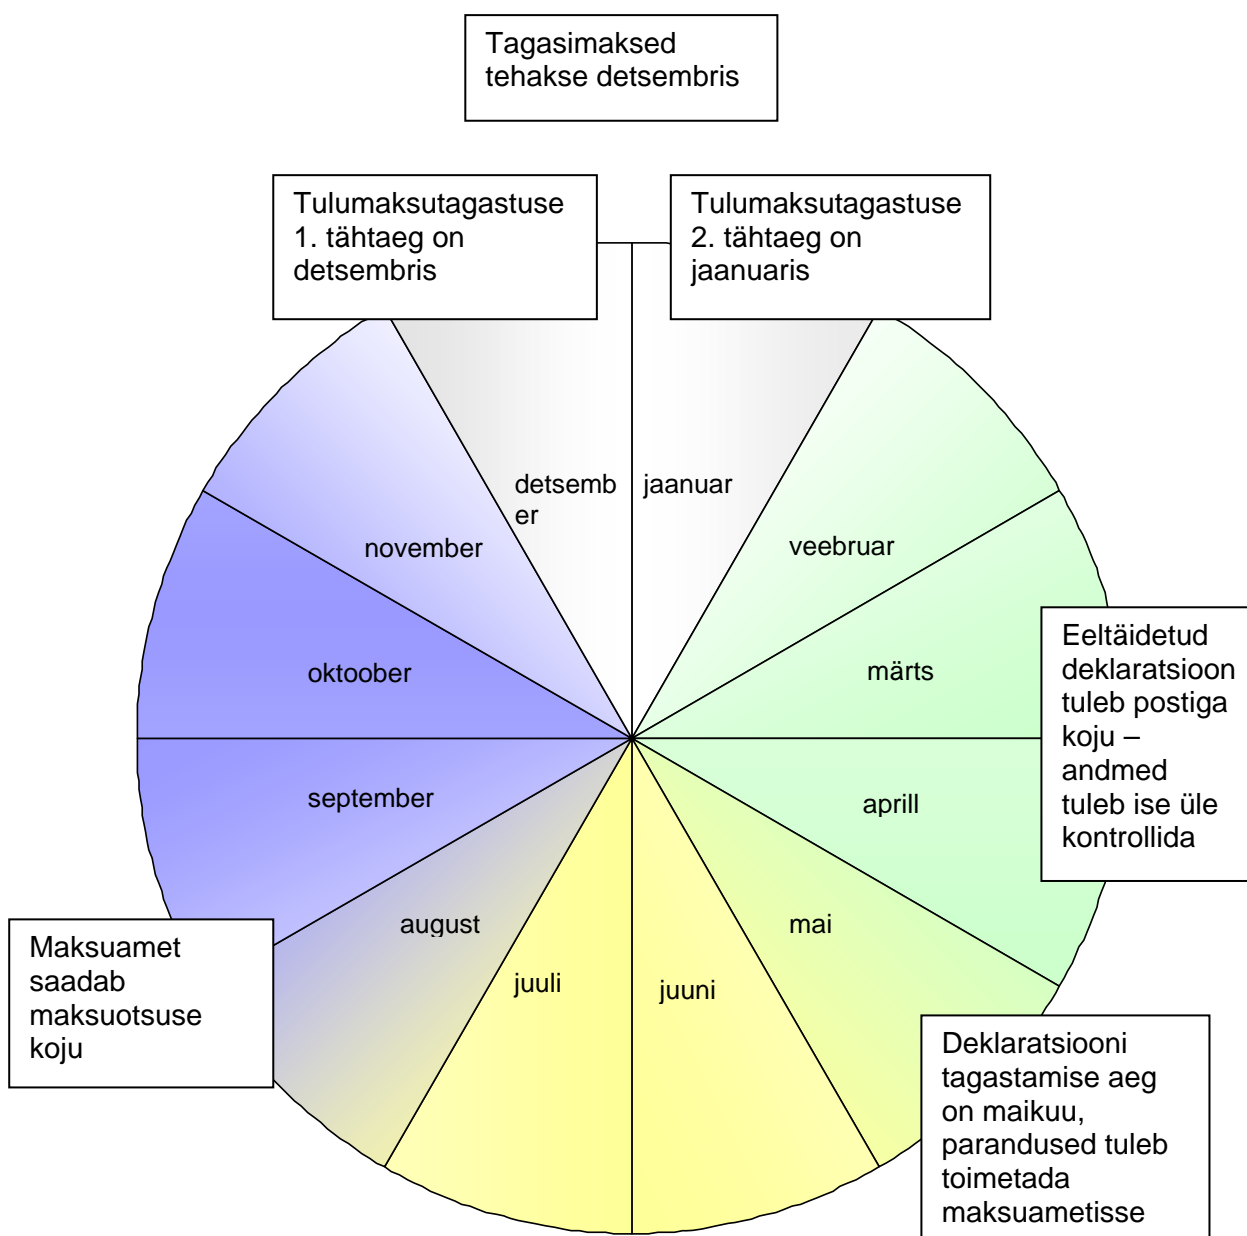 Tagasimaksed
tehakse detsembris
Tulumaksutagastuse
1. tähtaeg on
detsembris
Tulumaksutagastuse
2. tähtaeg on
jaanuaris
detsemb
er
jaanuar
november
veebruar
oktoober
märts
Eeltäidetud
deklaratsioon
tuleb postiga
koju –
andmed
tuleb ise üle
kontrollida
september
aprill
august
mai
juuli
juuni
Maksuamet
saadab
maksuotsuse
koju
Deklaratsiooni
tagastamise aeg
on maikuu,
parandused tuleb
toimetada
maksuametisse